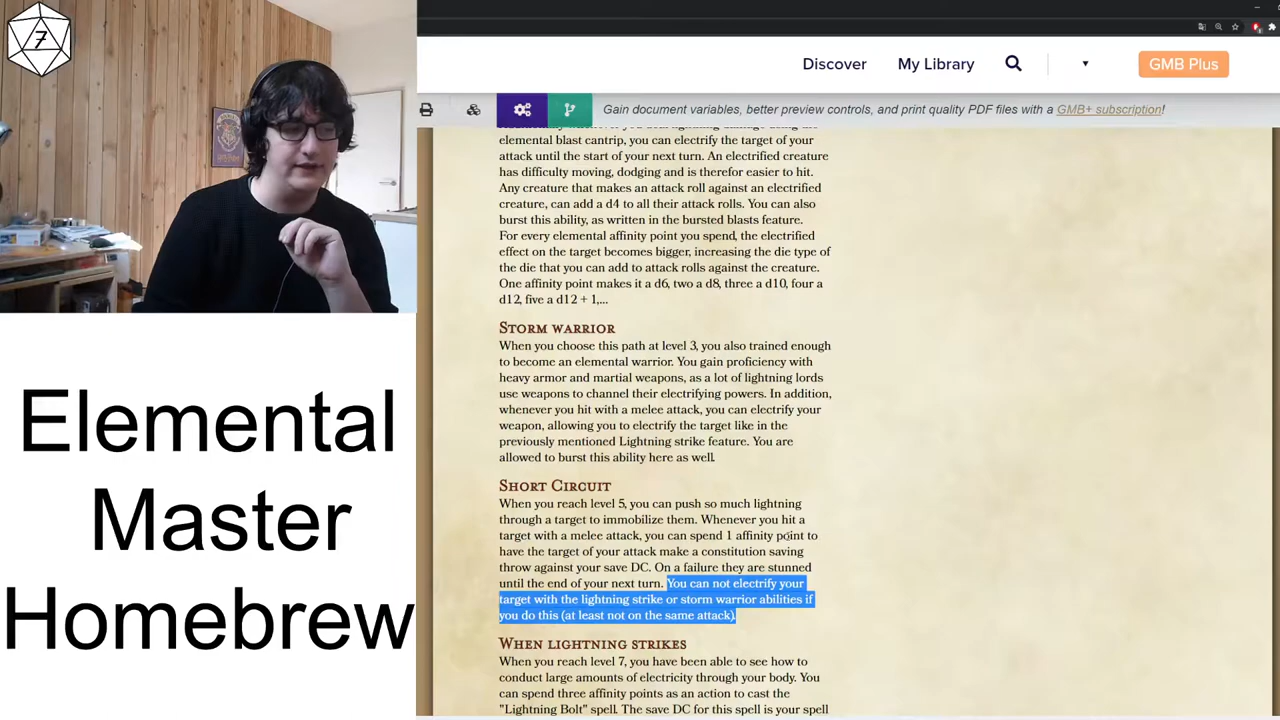 7
Discover
My Library
▼
GMB Plus
Gain document variables, better preview controls, and print quality PDF files with a GMB+ subscription!
elemental blast cantrip, you can electrify the target of your
attack until the start of your next turn. An electrified creature
has difficulty moving, dodging and is therefor easier to hit.
Any creature that makes an attack roll against an electrified
creature, can add a d4 to all their attack rolls. You can also
burst this ability, as written in the bursted blasts feature.
For every elemental affinity point you spend, the electrified
effect on the target becomes bigger, increasing the die type of
the die that you can add to attack rolls against the creature.
One affinity point makes it a d6, two a d8, three a d10, four a
d12, five a d12 + 1,...
Storm warrior
When you choose this path at level 3, you also trained enough
to become an elemental warrior. You gain proficiency with
heavy armor and martial weapons, as a lot of lightning lords
use weapons to channel their electrifying powers. In addition,
whenever you hit with a melee attack, you can electrify your
weapon, allowing you to electrify the target like in the
previously mentioned Lightning strike feature. You are
allowed to burst this ability here as well.
Short Circuit
When you reach level 5, you can push so much lightning
through a target to immobilize them. Whenever you hit a
target with a melee attack, you can spend 1 affinity point to
have the target of your attack make a constitution saving
throw against your save DC. On a failure they are stunned
until the end of your next turn. You can not electrify your
target with the lightning strike or storm warrior abilities if
you do this (at least not on the same attack).
When lightning strikes
When you reach level 7, you have been able to see how to
conduct large amounts of electricity through your body. You
can spend three affinity points as an action to cast the
"Lightning Bolt" spell. The save DC for this spell is your spell
Elemental
Master
Homebrew